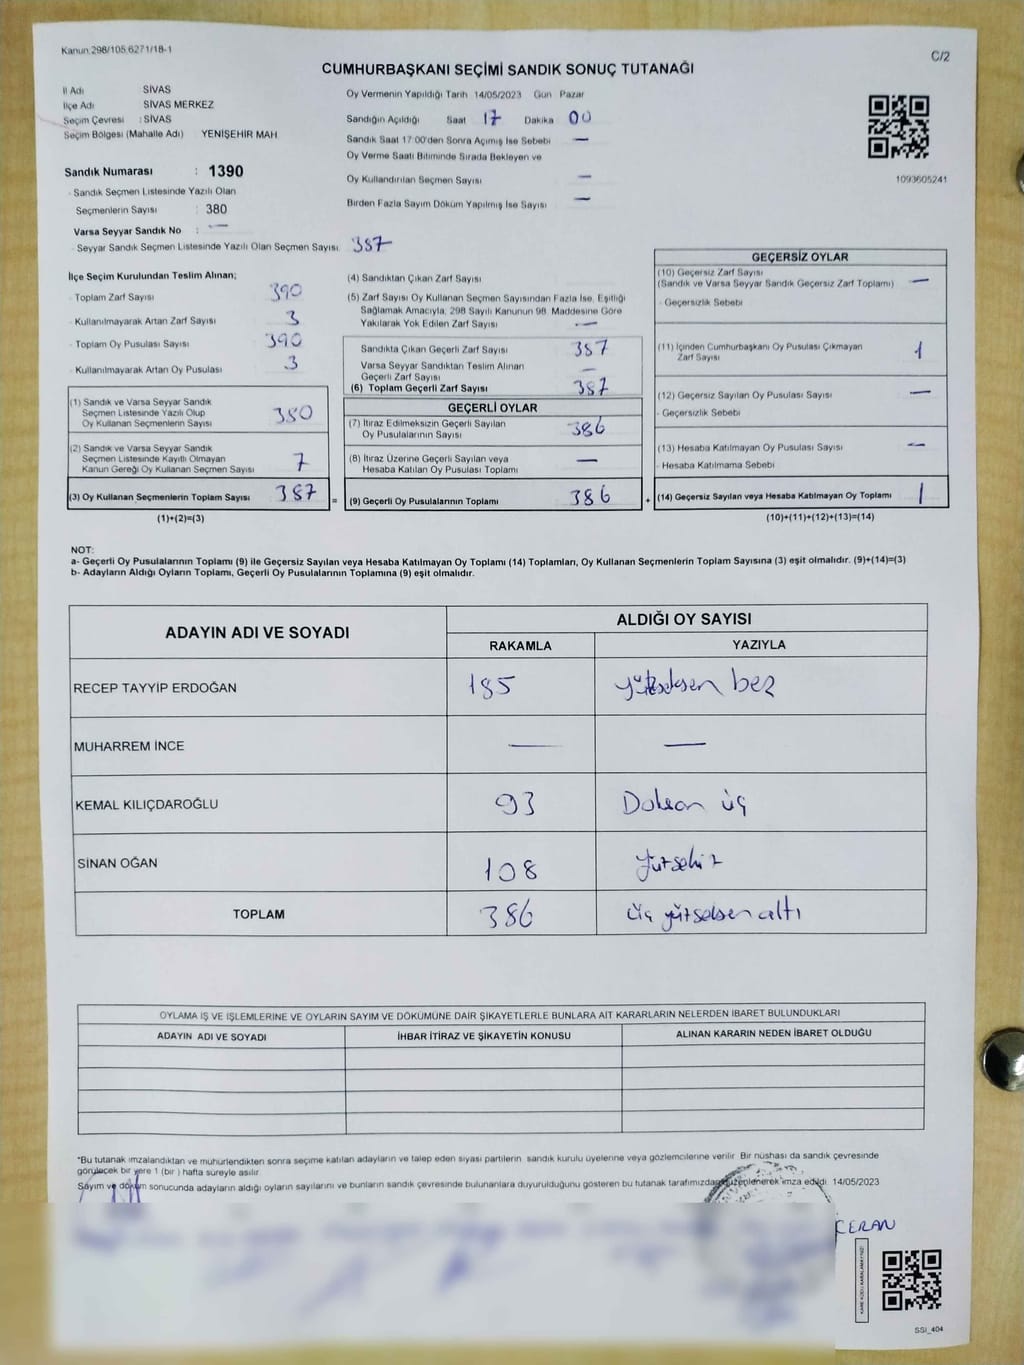 Kanun.298/105.6271/18-1
C/2
CUMHURBAŞKANI SEÇİMİ SANDIK SONUÇ TUTANAĞI
İl Adı SİVAS
İlçe Adı SİVAS MERKEZ
Seçim Çevresi : SİVAS
Seçim Bölgesi (Mahalle Adı) YENİŞEHİR MAH
Sandık Numarası : 1390
- Sandık Seçmen Listesinde Yazılı Olan
Seçmenlerin Sayısı : 380
Varsa Seyyar Sandık No : —
- Seyyar Sandık Seçmen Listesinde Yazılı Olan Seçmen Sayısı
Oy Vermenin Yapıldığı Tarih 14/05/2023 Gün Pazar
Sandığın Açıldığı Saat 17 Dakika 00
Sandık Saat 17:00'den Sonra Açımış İse Sebebi —
Oy Verme Saati Bitiminde Sırada Bekleyen ve
Oy Kullandırılan Seçmen Sayısı —
Birden Fazla Sayım Döküm Yapılmış İse Sayısı —
1093605241
İlçe Seçim Kurulundan Teslim Alınan;
- Toplam Zarf Sayısı 390
- Kullanılmayarak Artan Zarf Sayısı 3
- Toplam Oy Pusulası Sayısı 390
- Kullanılmayarak Artan Oy Pusulası 3
(1) Sandık ve Varsa Seyyar Sandık
Seçmen Listesinde Yazılı Olup
Oy Kullanan Seçmenlerin Sayısı 380
(2) Sandık ve Varsa Seyyar Sandık
Seçmen Listesinde Kayıtlı Olmayan
Kanun Gereği Oy Kullanan Seçmen Sayısı 7
(3) Oy Kullanan Seçmenlerin Toplam Sayısı 387
(1)+(2)=(3)
387
(4) Sandıktan Çıkan Zarf Sayısı
(5) Zarf Sayısı Oy Kullanan Seçmen Sayısından Fazla İse, Eşitliği
Sağlamak Amacıyla, 298 Sayılı Kanunun 98. Maddesine Göre
Yakılarak Yok Edilen Zarf Sayısı —
Sandıkta Çıkan Geçerli Zarf Sayısı 387
Varsa Seyyar Sandıktan Teslim Alınan
Geçerli Zarf Sayısı —
(6) Toplam Geçerli Zarf Sayısı 387
GEÇERLİ OYLAR
(7) İtiraz Edilmeksizin Geçerli Sayılan
Oy Pusulalarının Sayısı 386
(8) İtiraz Üzerine Geçerli Sayılan veya
Hesaba Katılan Oy Pusulası Toplamı —
= (9) Geçerli Oy Pusulalarının Toplamı 386 +
GEÇERSİZ OYLAR
(10) Geçersiz Zarf Sayısı
(Sandık ve Varsa Seyyar Sandık Geçersiz Zarf Toplamı) —
- Geçersizlik Sebebi
(11) İçinden Cumhurbaşkanı Oy Pusulası Çıkmayan
Zarf Sayısı 1
(12) Geçersiz Sayılan Oy Pusulası Sayısı —
- Geçersizlik Sebebi
(13) Hesaba Katılmayan Oy Pusulası Sayısı —
- Hesaba Katılmama Sebebi
(14) Geçersiz Sayılan veya Hesaba Katılmayan Oy Toplamı 1
(10)+(11)+(12)+(13)=(14)
NOT:
a- Geçerli Oy Pusulalarının Toplamı (9) ile Geçersiz Sayılan veya Hesaba Katılmayan Oy Toplamı (14) Toplamları, Oy Kullanan Seçmenlerin Toplam Sayısına (3) eşit olmalıdır. (9)+(14)=(3)
b- Adayların Aldığı Oyların Toplamı, Geçerli Oy Pusulalarının Toplamına (9) eşit olmalıdır.
ADAYIN ADI VE SOYADI ALDIĞI OY SAYISI
RAKAMLA YAZIYLA
RECEP TAYYİP ERDOĞAN 185 yükseksen beş
MUHARREM İNCE — —
KEMAL KILIÇDAROĞLU 93 Doksan üç
SİNAN OĞAN 108 yüzsekiz
TOPLAM 386 üç yüzseksen altı
OYLAMA İŞ VE İŞLEMLERİNE VE OYLARIN SAYIM VE DÖKÜMÜNE DAİR ŞİKAYETLERLE BUNLARA AİT KARARLARIN NELERDEN İBARET BULUNDUKLARI
ADAYIN ADI VE SOYADI İHBAR İTİRAZ VE ŞİKAYETİN KONUSU ALINAN KARARIN NEDEN İBARET OLDUĞU
*Bu tutanak imzalandıktan ve mühürlendikten sonra seçime katılan adayların ve talep eden siyasi partilerin, sandık kurulu üyelerine veya gözlemcilerine verilir. Bir nüshası da sandık çevresinde
görülecek bir yere 1 (bir) hafta süreyle asılır.
Sayım ve döküm sonucunda adayların aldığı oyların sayılarını ve bunların sandık çevresinde bulunanlara duyurulduğunu gösteren bu tutanak tarafımızdan düzenlenerek imza edildi. 14/05/2023
CERAN
KARE KODU KARALAMAYINIZ!
SSİ_404